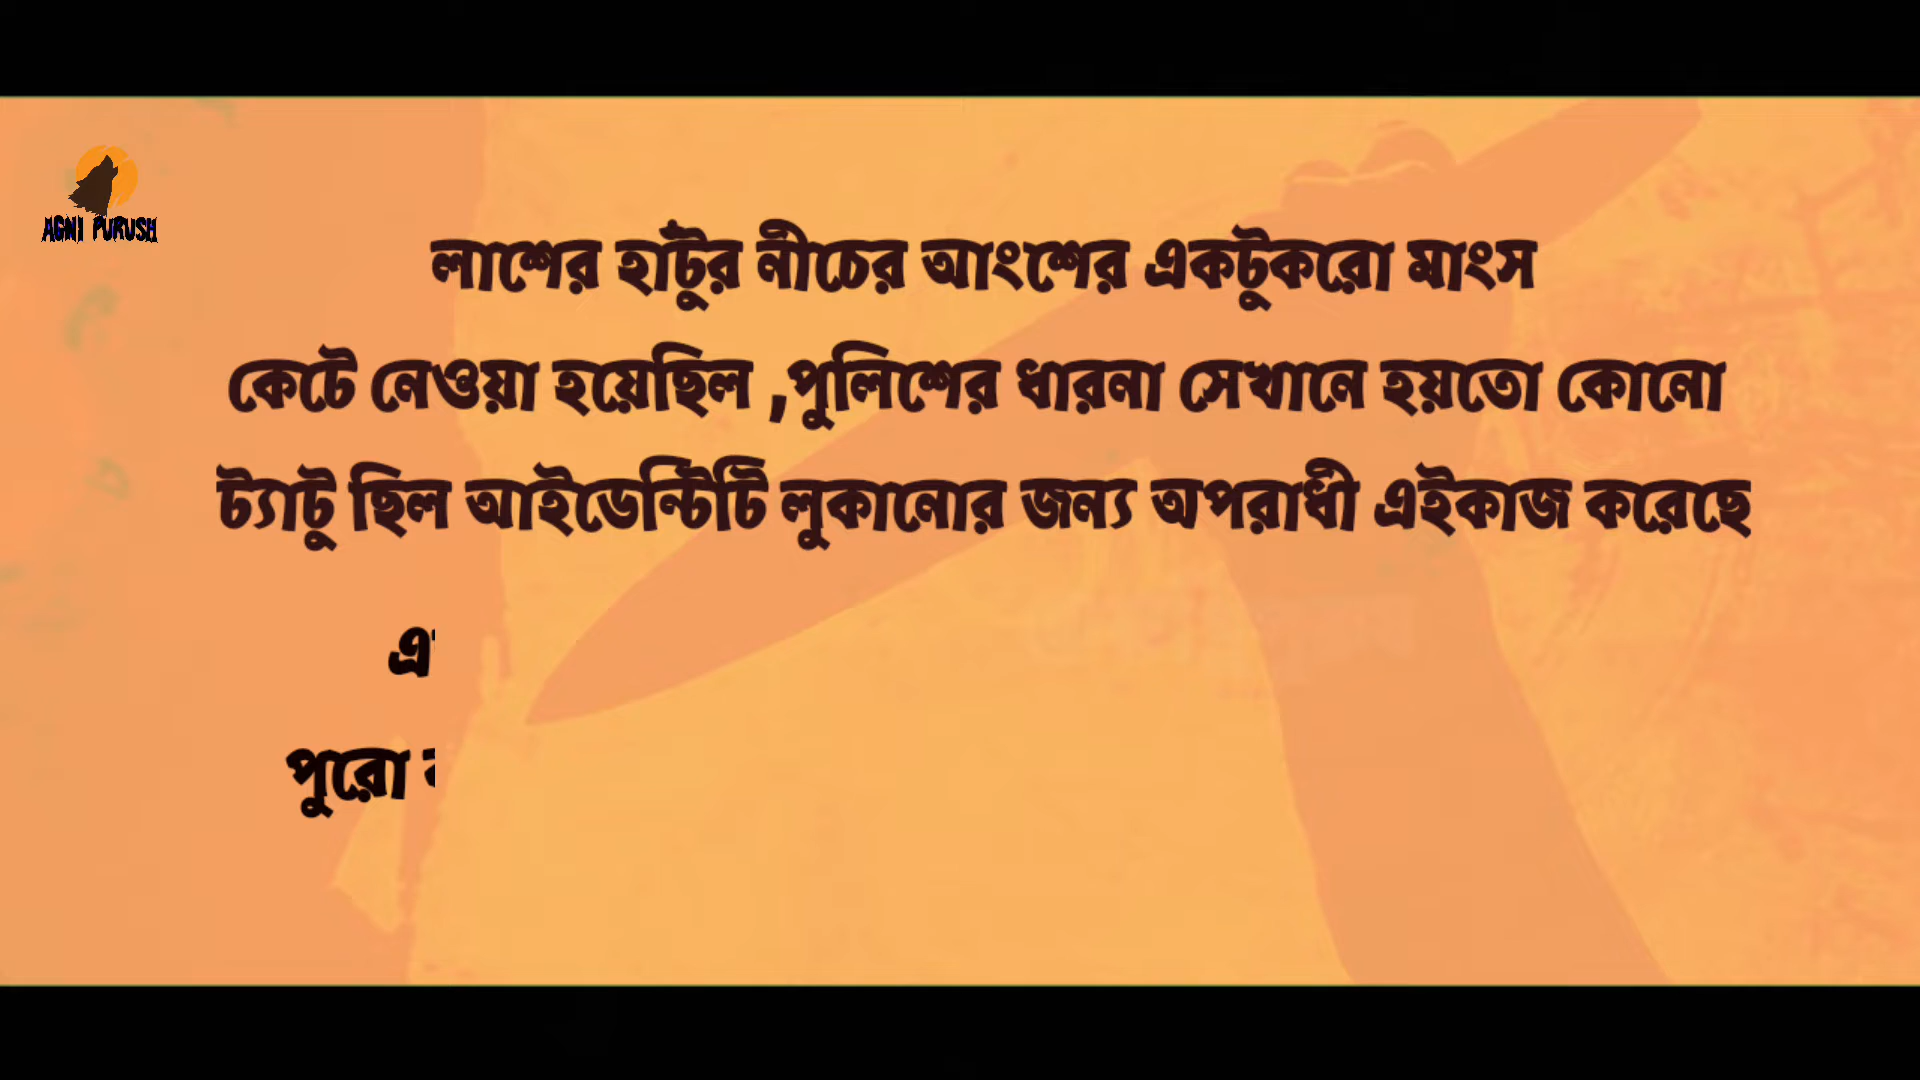 AGNI PURUSH
লাশের হাঁটুর নীচের আংশের একটুকরো মাংস
কেটে নেওয়া হয়েছিল ,পুলিশের ধারনা সেখানে হয়তো কোনো
ট্যাটু ছিল আইডেন্টিটি লুকানোর জন্য অপরাধী এইকাজ করেছে
পুরো